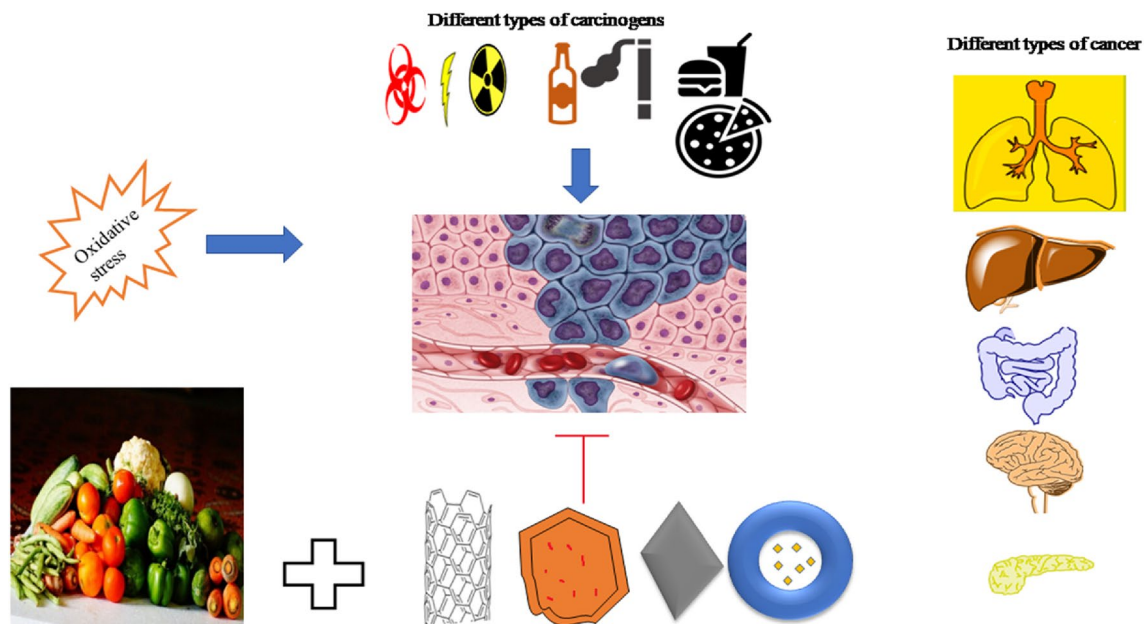 Different types of carcinogens
Different types of cancer
Oxidative
stress